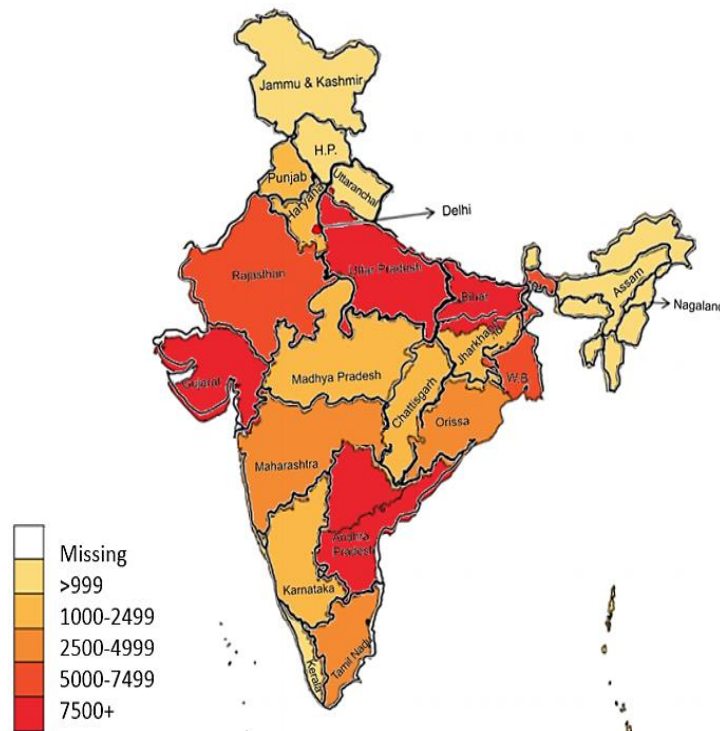 Jammu & Kashmir
H.P.
Punjab
Uttaranchal
Haryana
Delhi
Rajasthan
Uttar Pradesh
Bihar
Assam
Nagaland
Jharkhand
Gujarat
Madhya Pradesh
W.B.
Chattisgarh
Orissa
Maharashtra
Andhra
Pradesh
Karnataka
Tamil Nadu
Kerala
Missing
>999
1000-2499
2500-4999
5000-7499
7500+